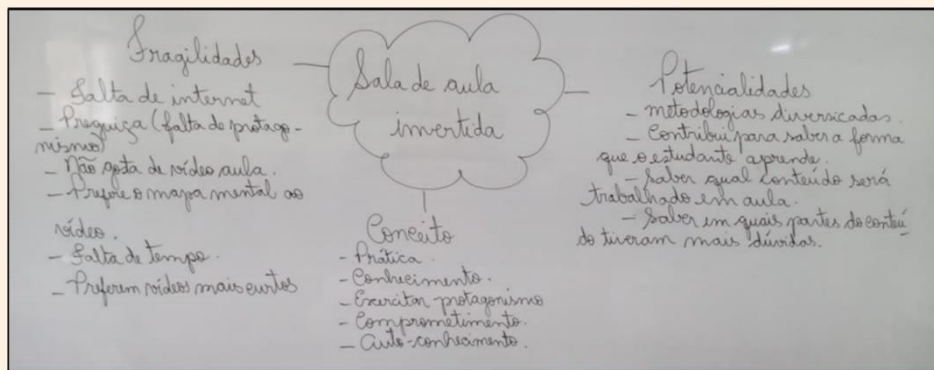 Sala de aula
invertida
Fragilidades
- Falta de internet
- Preguiça (falta de protago-
nismo)
- Não gosta de vídeo aula.
- Prefere o mapa mental ao
vídeo.
- Falta de tempo.
- Preferem vídeos mais curtos
Conceito
- Prática.
- Conhecimento.
- Exercitar protagonismo
- Comprometimento.
- Auto-conhecimento.
Potencialidades
- metodologias diversicadas.
- Contribui para saber a forma
que o estudante aprende.
- Saber qual conteúdo será
trabalhado em aula.
- Saber em quais partes do conteú
do tiveram mais dúvidas.